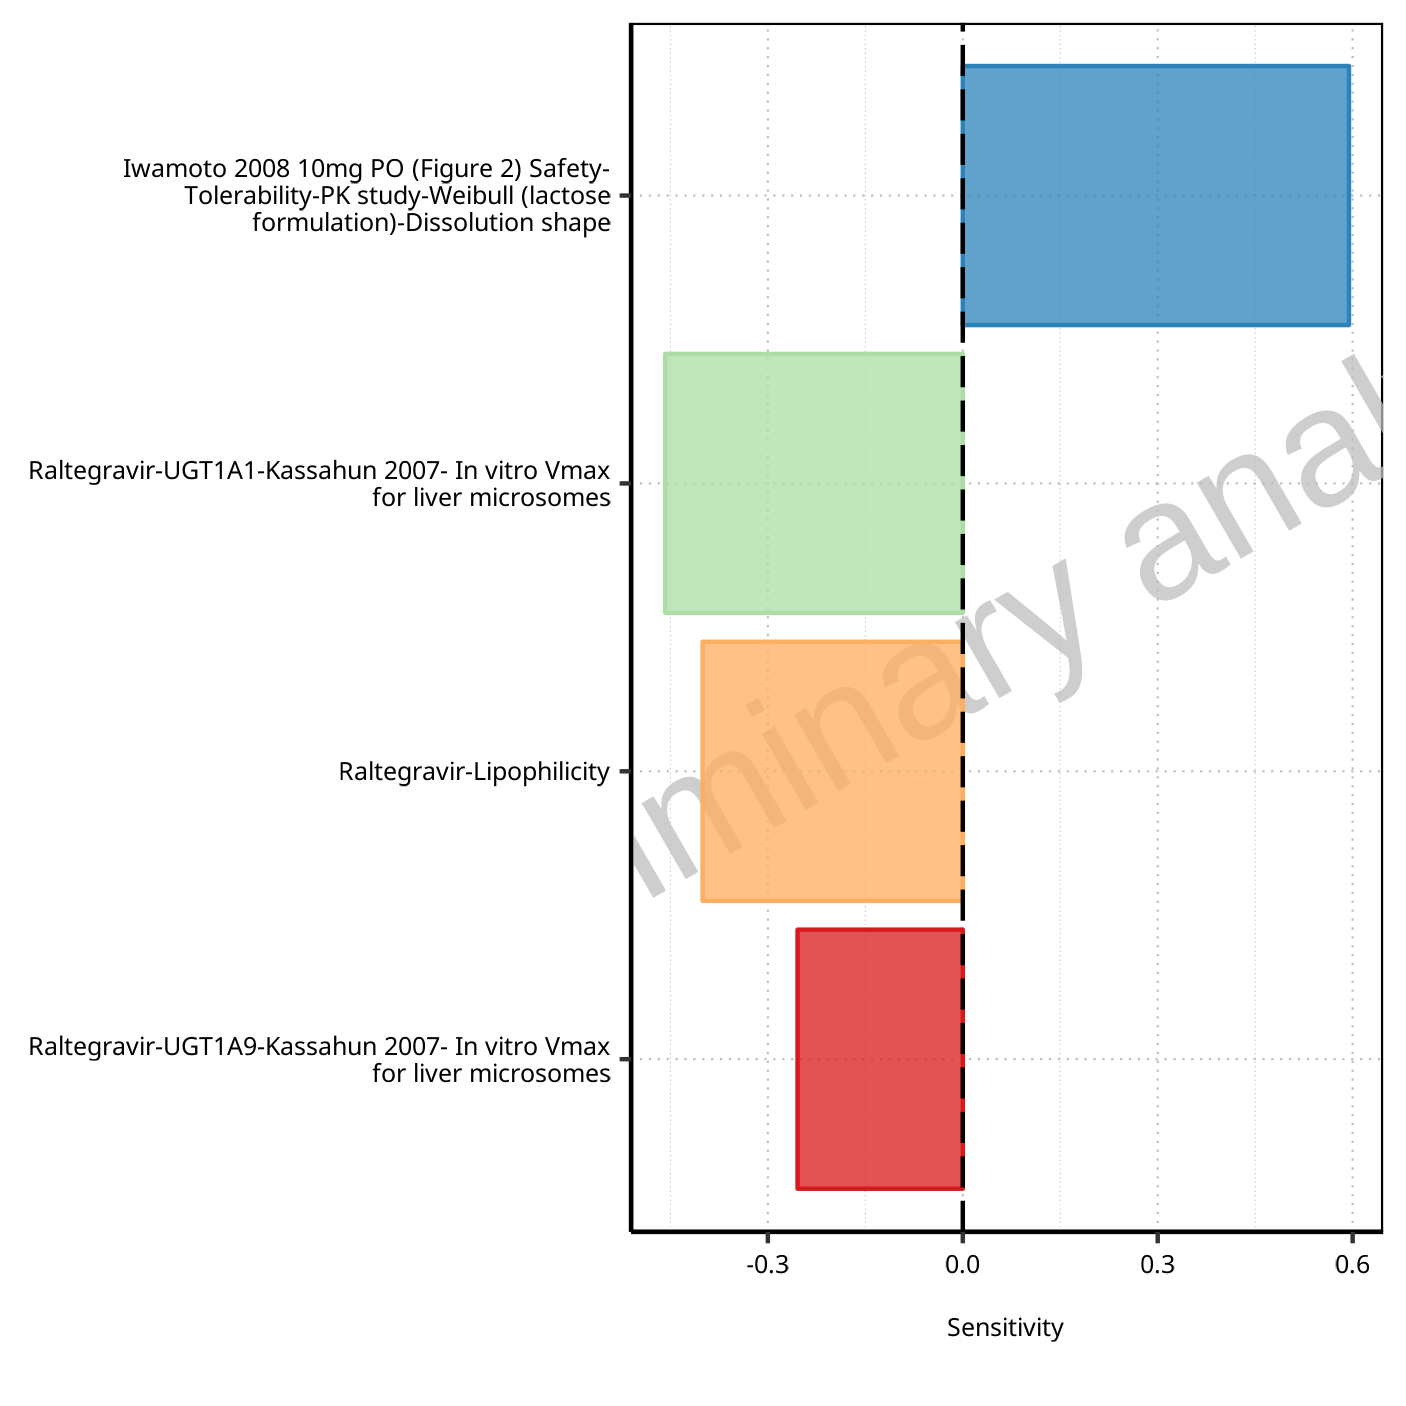 Iwamoto 2008 10mg PO (Figure 2) Safety-
Tolerability-PK study-Weibull (lactose
formulation)-Dissolution shape
Raltegravir-UGT1A1-Kassahun 2007- In vitro Vmax
for liver microsomes
Raltegravir-Lipophilicity
Raltegravir-UGT1A9-Kassahun 2007- In vitro Vmax
for liver microsomes
minary anal
-0.3 0.0 0.3 0.6
Sensitivity